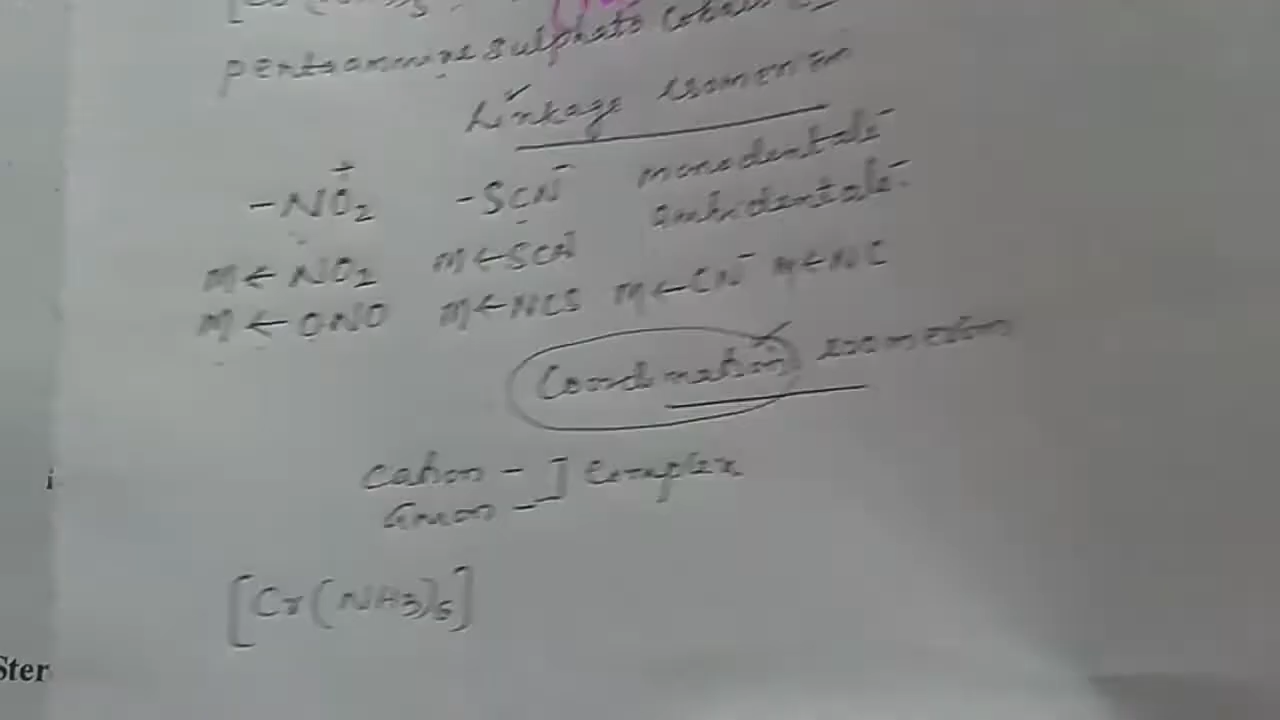 pentaammine sulphato cobalt
Linkage isomerism
-NO2 -SCN monodentate
ambidentate
M←NO2 M←SCN
M←ONO M←NCS M←CN M←NC
Coordination isomerism
cation - ] complex
Anion -
[Cr(NH3)5]
Ster